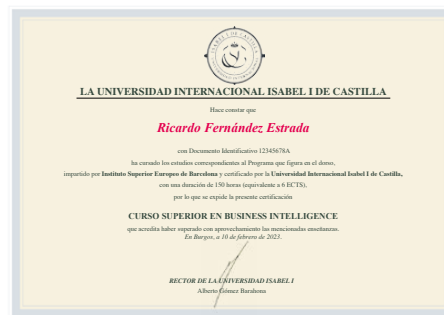 ISABEL I DE CASTILLA
LA UNIVERSIDAD INTERNACIONAL ISABEL I DE CASTILLA
Hace constar que
Ricardo Fernández Estrada
con Documento Identificativo 12345678A
ha cursado los estudios correspondientes al Programa que figura en el dorso,
impartido por Instituto Superior Europeo de Barcelona y certificado por la Universidad Internacional Isabel I de Castilla,
con una duración de 150 horas (equivalente a 6 ECTS),
por lo que se expide la presente certificación
CURSO SUPERIOR EN BUSINESS INTELLIGENCE
que acredita haber superado con aprovechamiento las mencionadas enseñanzas.
En Burgos, a 10 de febrero de 2023.
RECTOR DE LA UNIVERSIDAD ISABEL I
Alberto Gómez Barahona